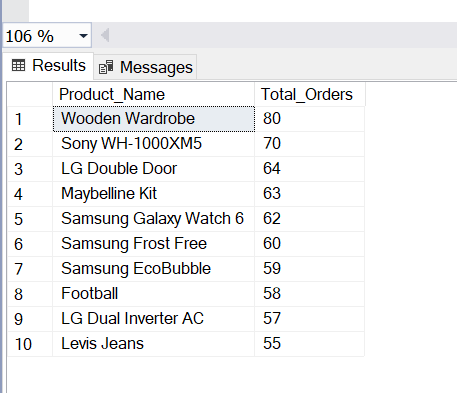 106 %
Results Messages
Product_Name Total_Orders
1 Wooden Wardrobe 80
2 Sony WH-1000XM5 70
3 LG Double Door 64
4 Maybelline Kit 63
5 Samsung Galaxy Watch 6 62
6 Samsung Frost Free 60
7 Samsung EcoBubble 59
8 Football 58
9 LG Dual Inverter AC 57
10 Levis Jeans 55